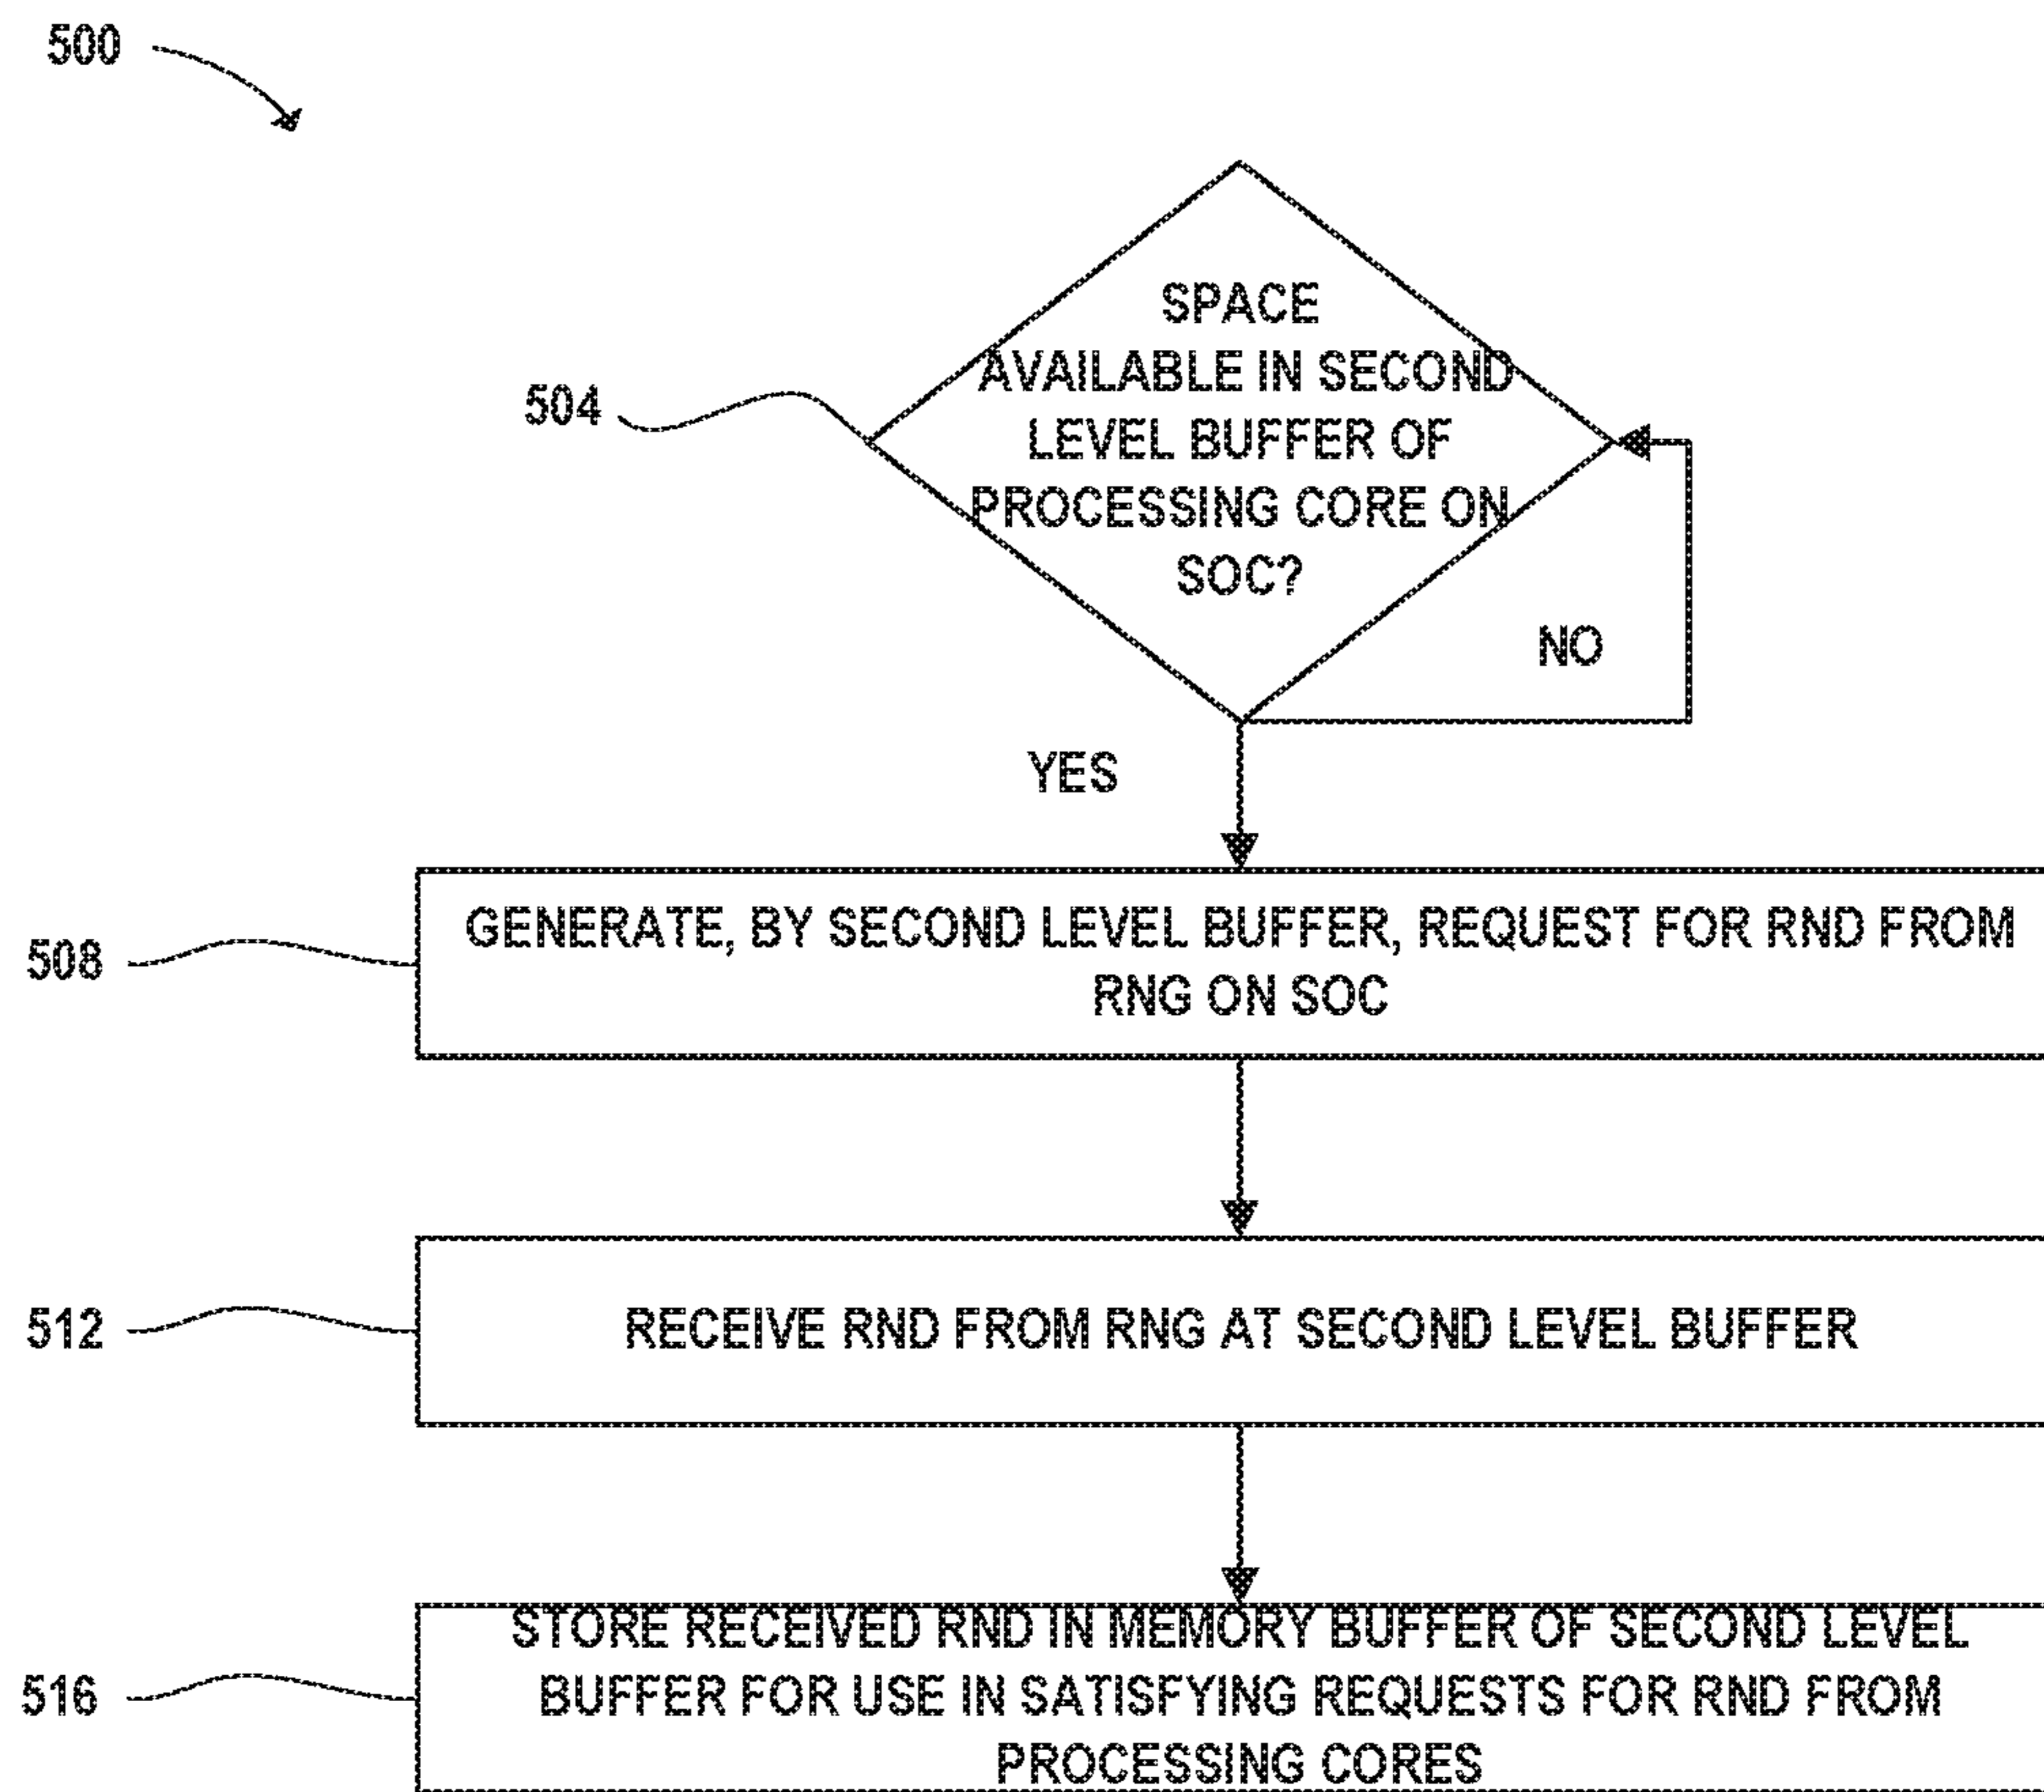 500
SPACE
AVAILABLE IN SECOND
504
LEVEL BUFFER OF
PROCESSING CORE ON
SOC?
NO
YES
GENERATE, BY SECOND LEVEL BUFFER, REQUEST FOR RND FROM
508
RNG ON SOC
512
RECEIVE RND FROM RNG AT SECOND LEVEL BUFFER
STORE RECEIVED RND IN MEMORY BUFFER OF SECOND LEVEL
516
BUFFER FOR USE IN SATISFYING REQUESTS FOR RND FROM
PROCESSING CORES